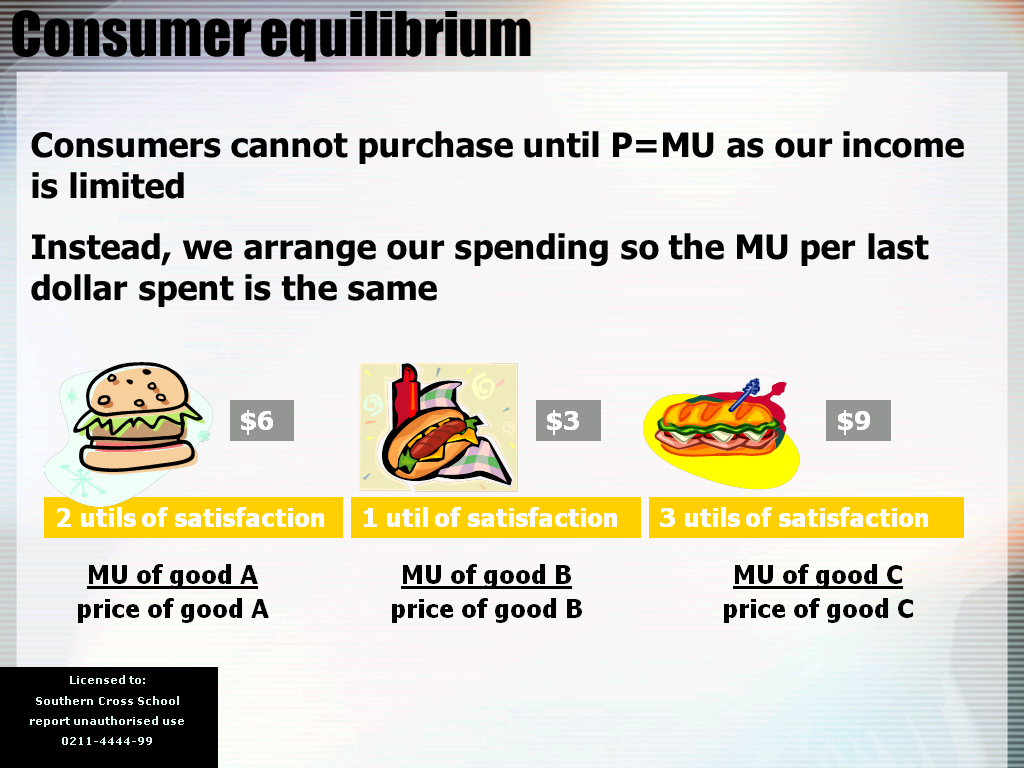 Consumer equilibrium
Consumers cannot purchase until P=MU as our income
is limited
Instead, we arrange our spending so the MU per last
dollar spent is the same
$6
$3
$9
2 utils of satisfaction
1 util of satisfaction
3 utils of satisfaction
MU of good A
price of good A
MU of good B
price of good B
MU of good C
price of good C
Licensed to:
Southern Cross School
report unauthorised use
0211-4444-99